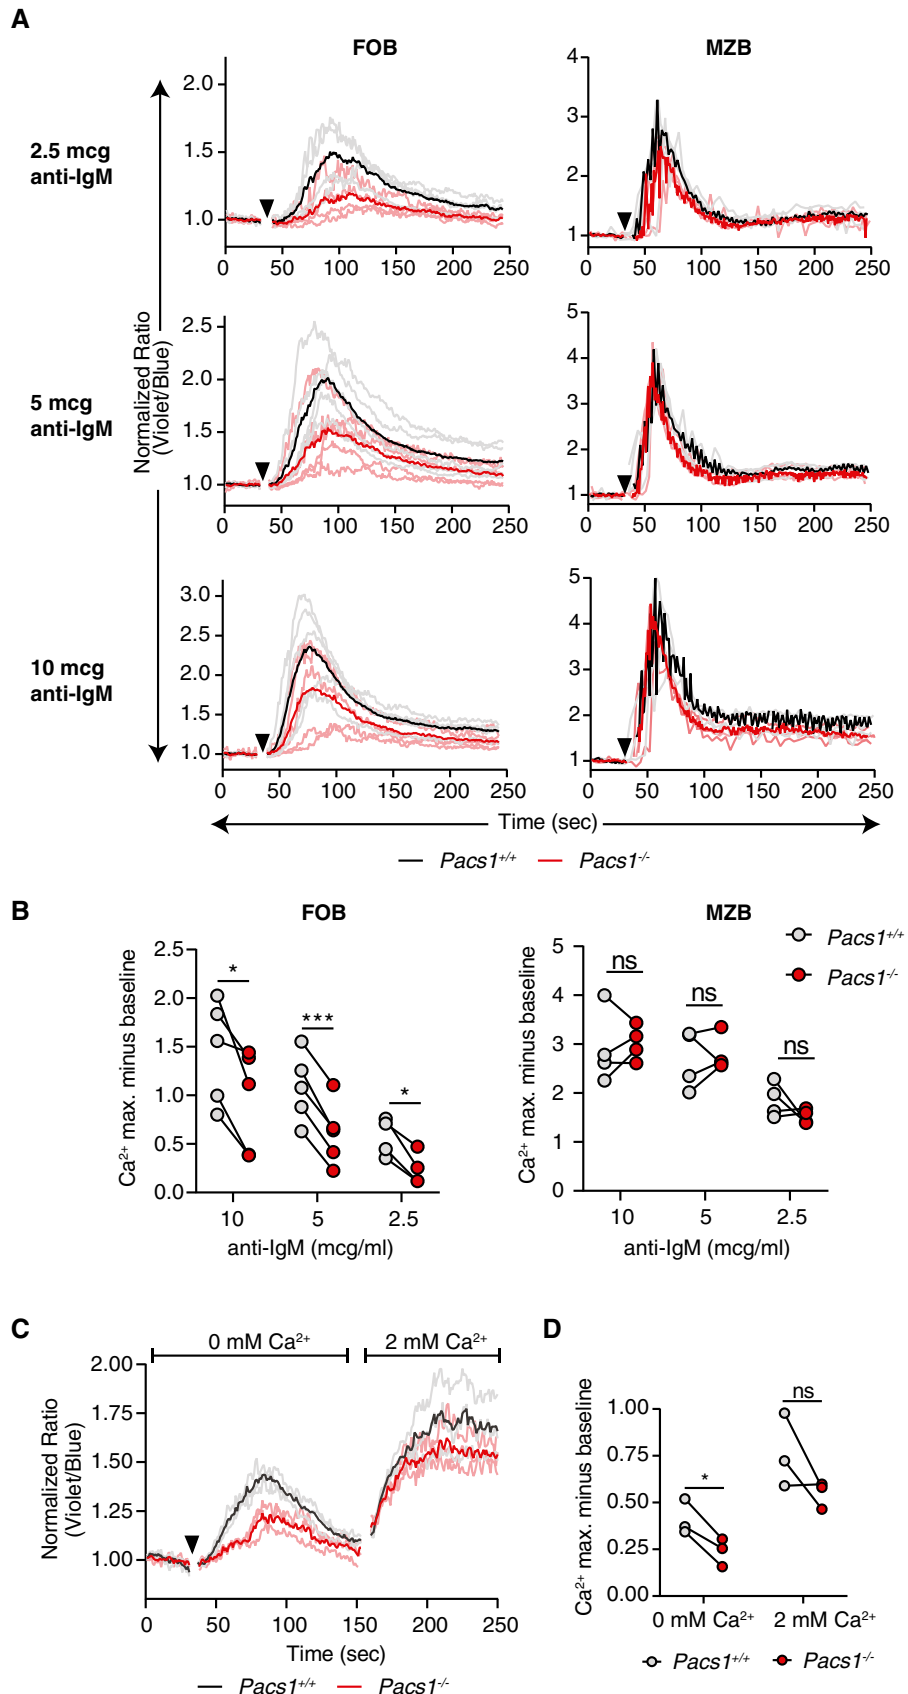 A
FOB
MZB
2.5 mcg
anti-IgM
2.0
1.5
1.0
0 50 100 150 200 250
4
3
2
1
0 50 100 150 200 250
Normalized Ratio
(Violet/Blue)
5 mcg
anti-IgM
2.5
2.0
1.5
1.0
0 50 100 150 200 250
5
4
3
2
1
0 50 100 150 200 250
10 mcg
anti-IgM
3.0
2.5
2.0
1.5
1.0
0 50 100 150 200 250
5
4
3
2
1
0 50 100 150 200 250
Time (sec)
Pacs1+/+ Pacs1-/-
B
FOB
Ca2+ max. minus baseline
2.5
2.0
1.5
1.0
0.5
0.0
* *** *
10 5 2.5
anti-IgM (mcg/ml)
MZB
Ca2+ max. minus baseline
5
4
3
2
1
0
ns ns ns
10 5 2.5
anti-IgM (mcg/ml)
Pacs1+/+
Pacs1-/-
C
0 mM Ca2+ 2 mM Ca2+
Normalized Ratio
(Violet/Blue)
2.00
1.75
1.50
1.25
1.00
0 50 100 150 200 250
Time (sec)
Pacs1+/+ Pacs1-/-
D
Ca2+ max. minus baseline
1.00
0.75
0.50
0.25
0.00
* ns
0 mM Ca2+ 2 mM Ca2+
Pacs1+/+ Pacs1-/-